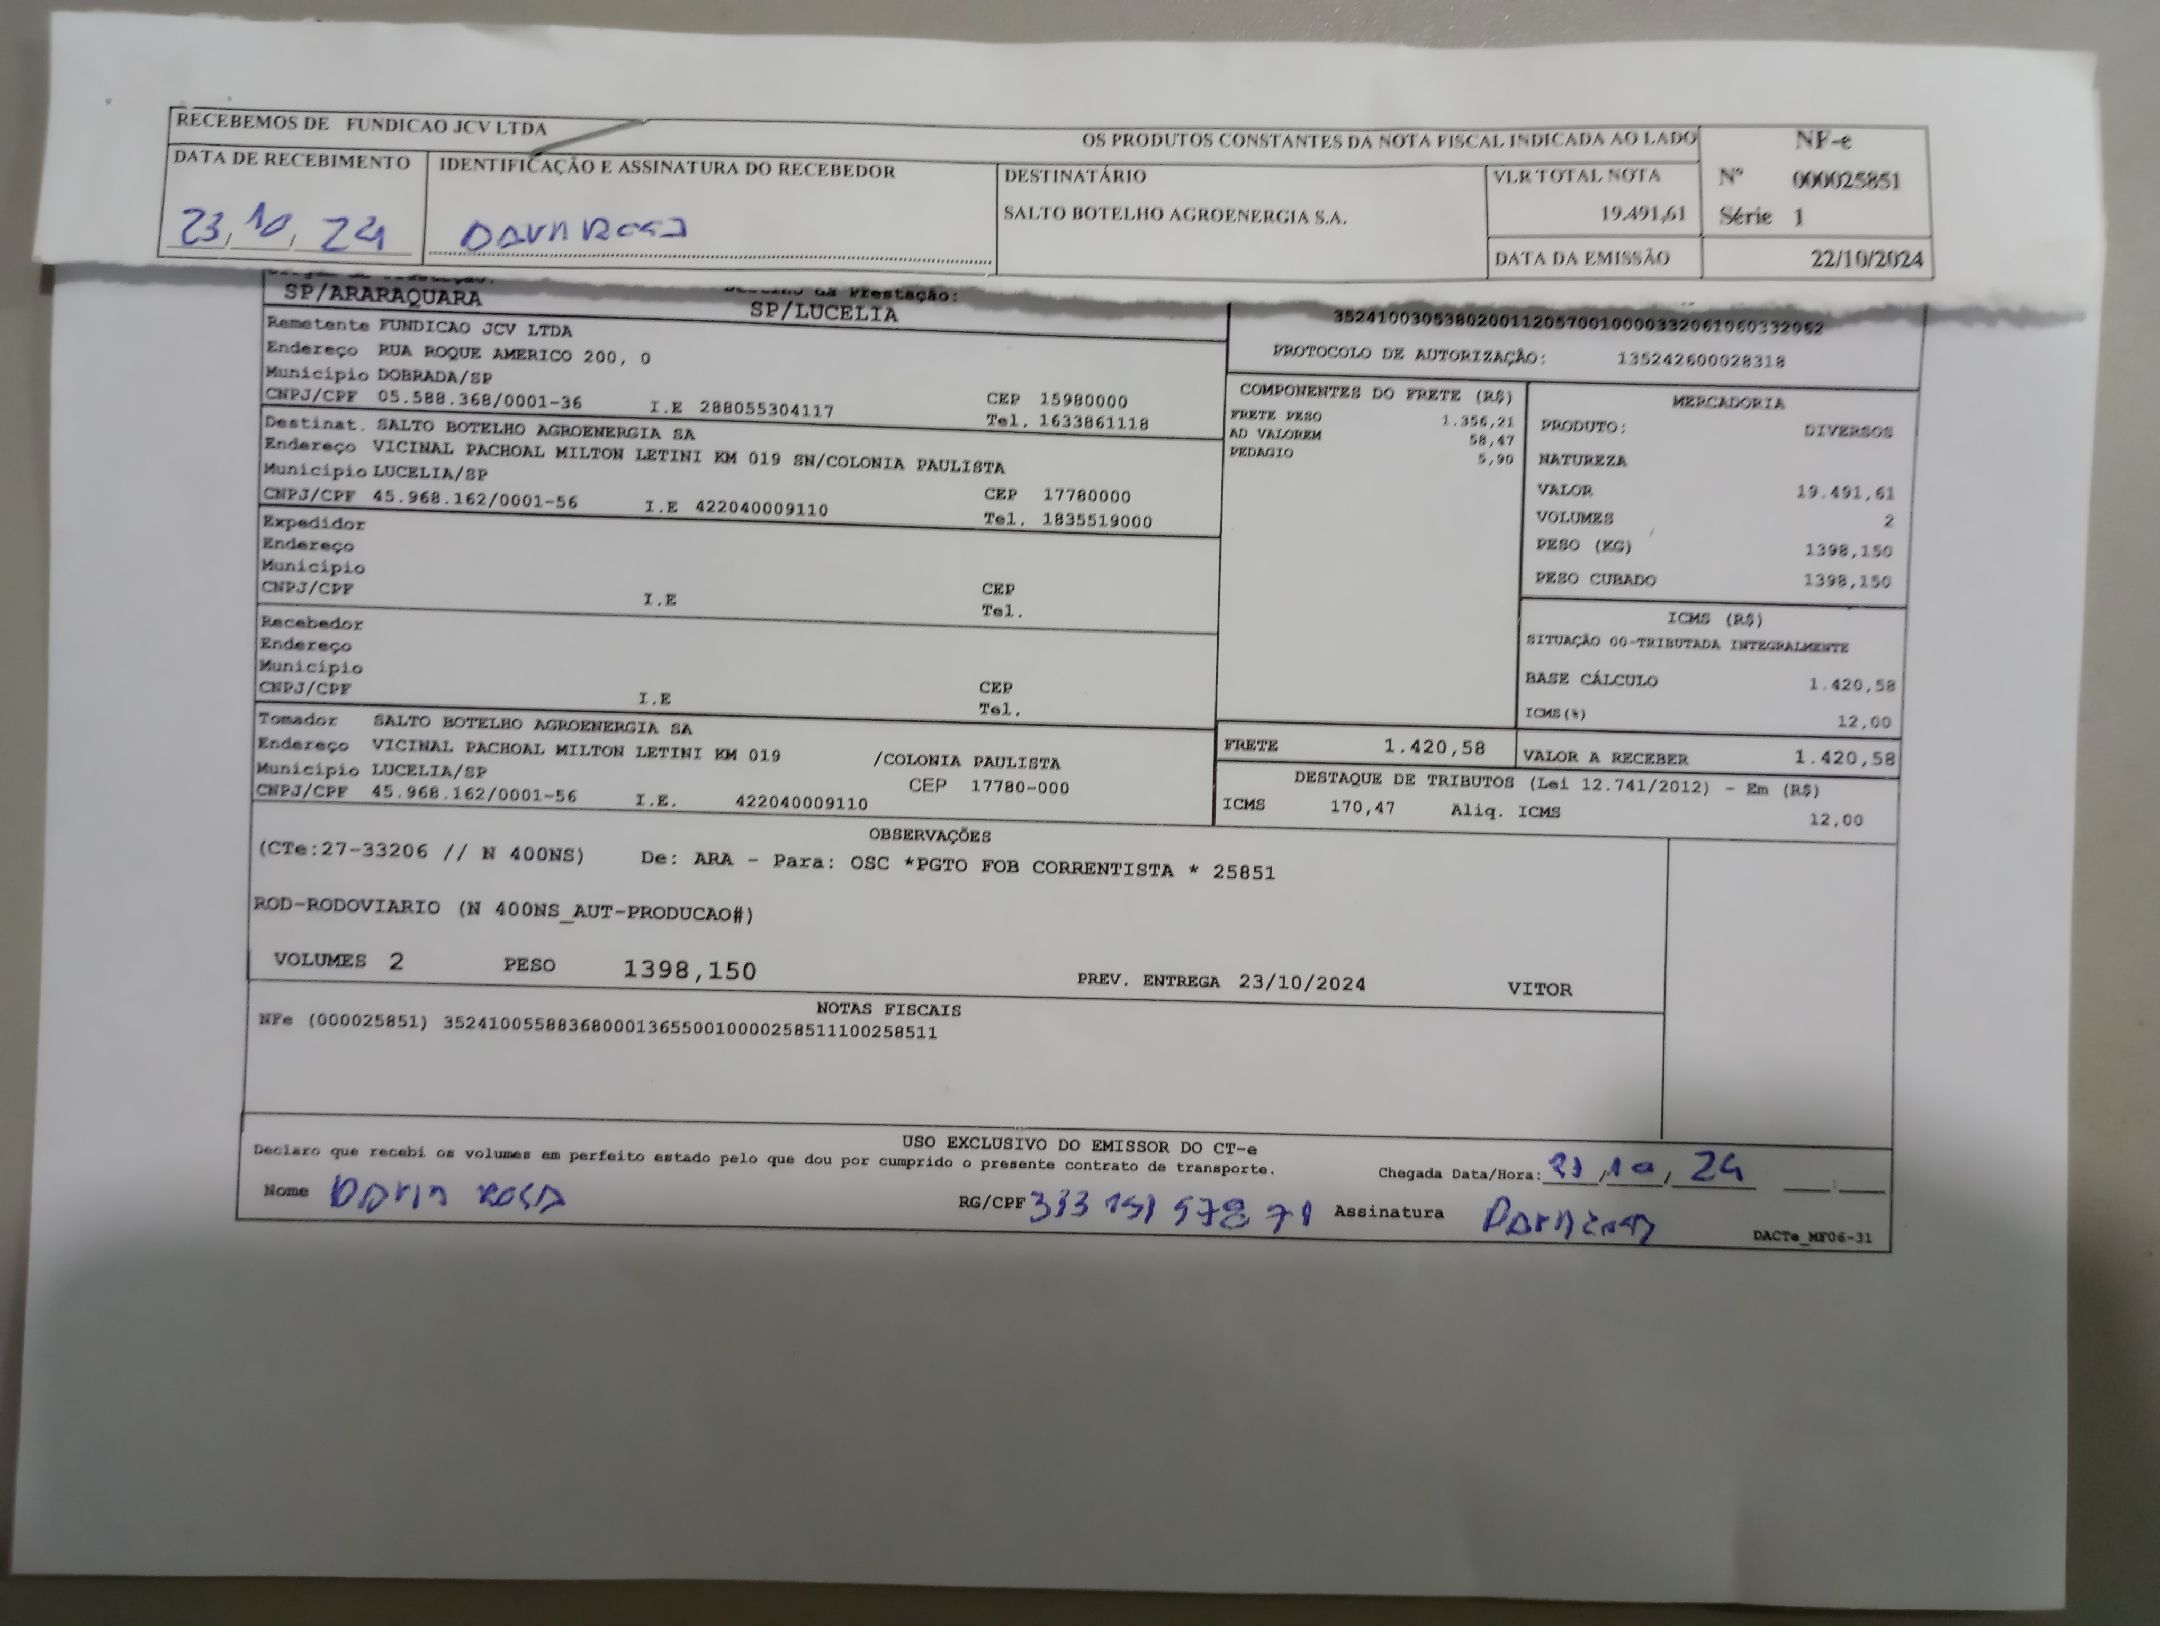 RECEBEMOS DE FUNDICAO JCV LTDA OS PRODUTOS CONSTANTES DA NOTA FISCAL INDICADA AO LADO
NF-e
Nº 000025851
Série 1
DATA DE RECEBIMENTO
23/10/24
IDENTIFICAÇÃO E ASSINATURA DO RECEBEDOR
DESTINATÁRIO
SALTO BOTELHO AGROENERGIA S.A.
VLR TOTAL NOTA
19.491,61
DATA DA EMISSÃO 22/10/2024
SP/ARARAQUARA
da Prestação:
SP/LUCELIA
Remetente FUNDICAO JCV LTDA
Endereço RUA ROQUE AMERICO 200, 0
Município DOBRADA/SP CEP 15980000
CNPJ/CPF 05.588.368/0001-36 I.E 288055304117 Tel. 1633861118
Destinat. SALTO BOTELHO AGROENERGIA SA
Endereço VICINAL PACHOAL MILTON LETINI KM 019 SN/COLONIA PAULISTA
Município LUCELIA/SP CEP 17780000
CNPJ/CPF 45.968.162/0001-56 I.E 422040009110 Tel. 1835519000
Expedidor
Endereço
Município CEP
CNPJ/CPF I.E Tel.
Recebedor
Endereço
Município CEP
CNPJ/CPF I.E Tel.
Tomador SALTO BOTELHO AGROENERGIA SA
Endereço VICINAL PACHOAL MILTON LETINI KM 019 /COLONIA PAULISTA
Município LUCELIA/SP CEP 17780-000
CNPJ/CPF 45.968.162/0001-56 I.E. 422040009110
PROTOCOLO DE AUTORIZAÇÃO: 135242600028318
COMPONENTES DO FRETE (R$)
FRETE PESO 1.356,21
AD VALOREM 58,47
PEDAGIO 5,90
MERCADORIA
PRODUTO: DIVERSOS
NATUREZA
VALOR 19.491,61
VOLUMES 2
PESO (KG) 1398,150
PESO CUBADO 1398,150
ICMS (R$)
SITUAÇÃO 00-TRIBUTADA INTEGRALMENTE
BASE CÁLCULO 1.420,58
ICMS(%) 12,00
FRETE 1.420,58 VALOR A RECEBER 1.420,58
DESTAQUE DE TRIBUTOS (Lei 12.741/2012) - Em (R$)
ICMS 170,47 Aliq. ICMS 12,00
OBSERVAÇÕES
(CTe:27-33206 // N 400NS) De: ARA - Para: OSC *PGTO FOB CORRENTISTA * 25851
ROD-RODOVIARIO (N 400NS_AUT-PRODUCAO#)
VOLUMES 2 PESO 1398,150 PREV. ENTREGA 23/10/2024 VITOR
NOTAS FISCAIS
NFe (000025851) 35241005588368000136550010000258511100258511
USO EXCLUSIVO DO EMISSOR DO CT-e
Declaro que recebi os volumes em perfeito estado pelo que dou por cumprido o presente contrato de transporte. Chegada Data/Hora: / 10 / 24 :
Nome RG/CPF Assinatura
DACTe_MF06-31